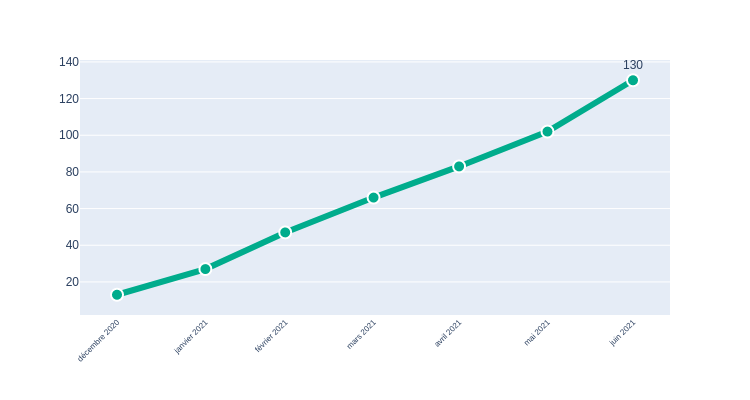 140
130
120
100
80
60
40
20
décembre 2020
janvier 2021
février 2021
mars 2021
avril 2021
mai 2021
juin 2021